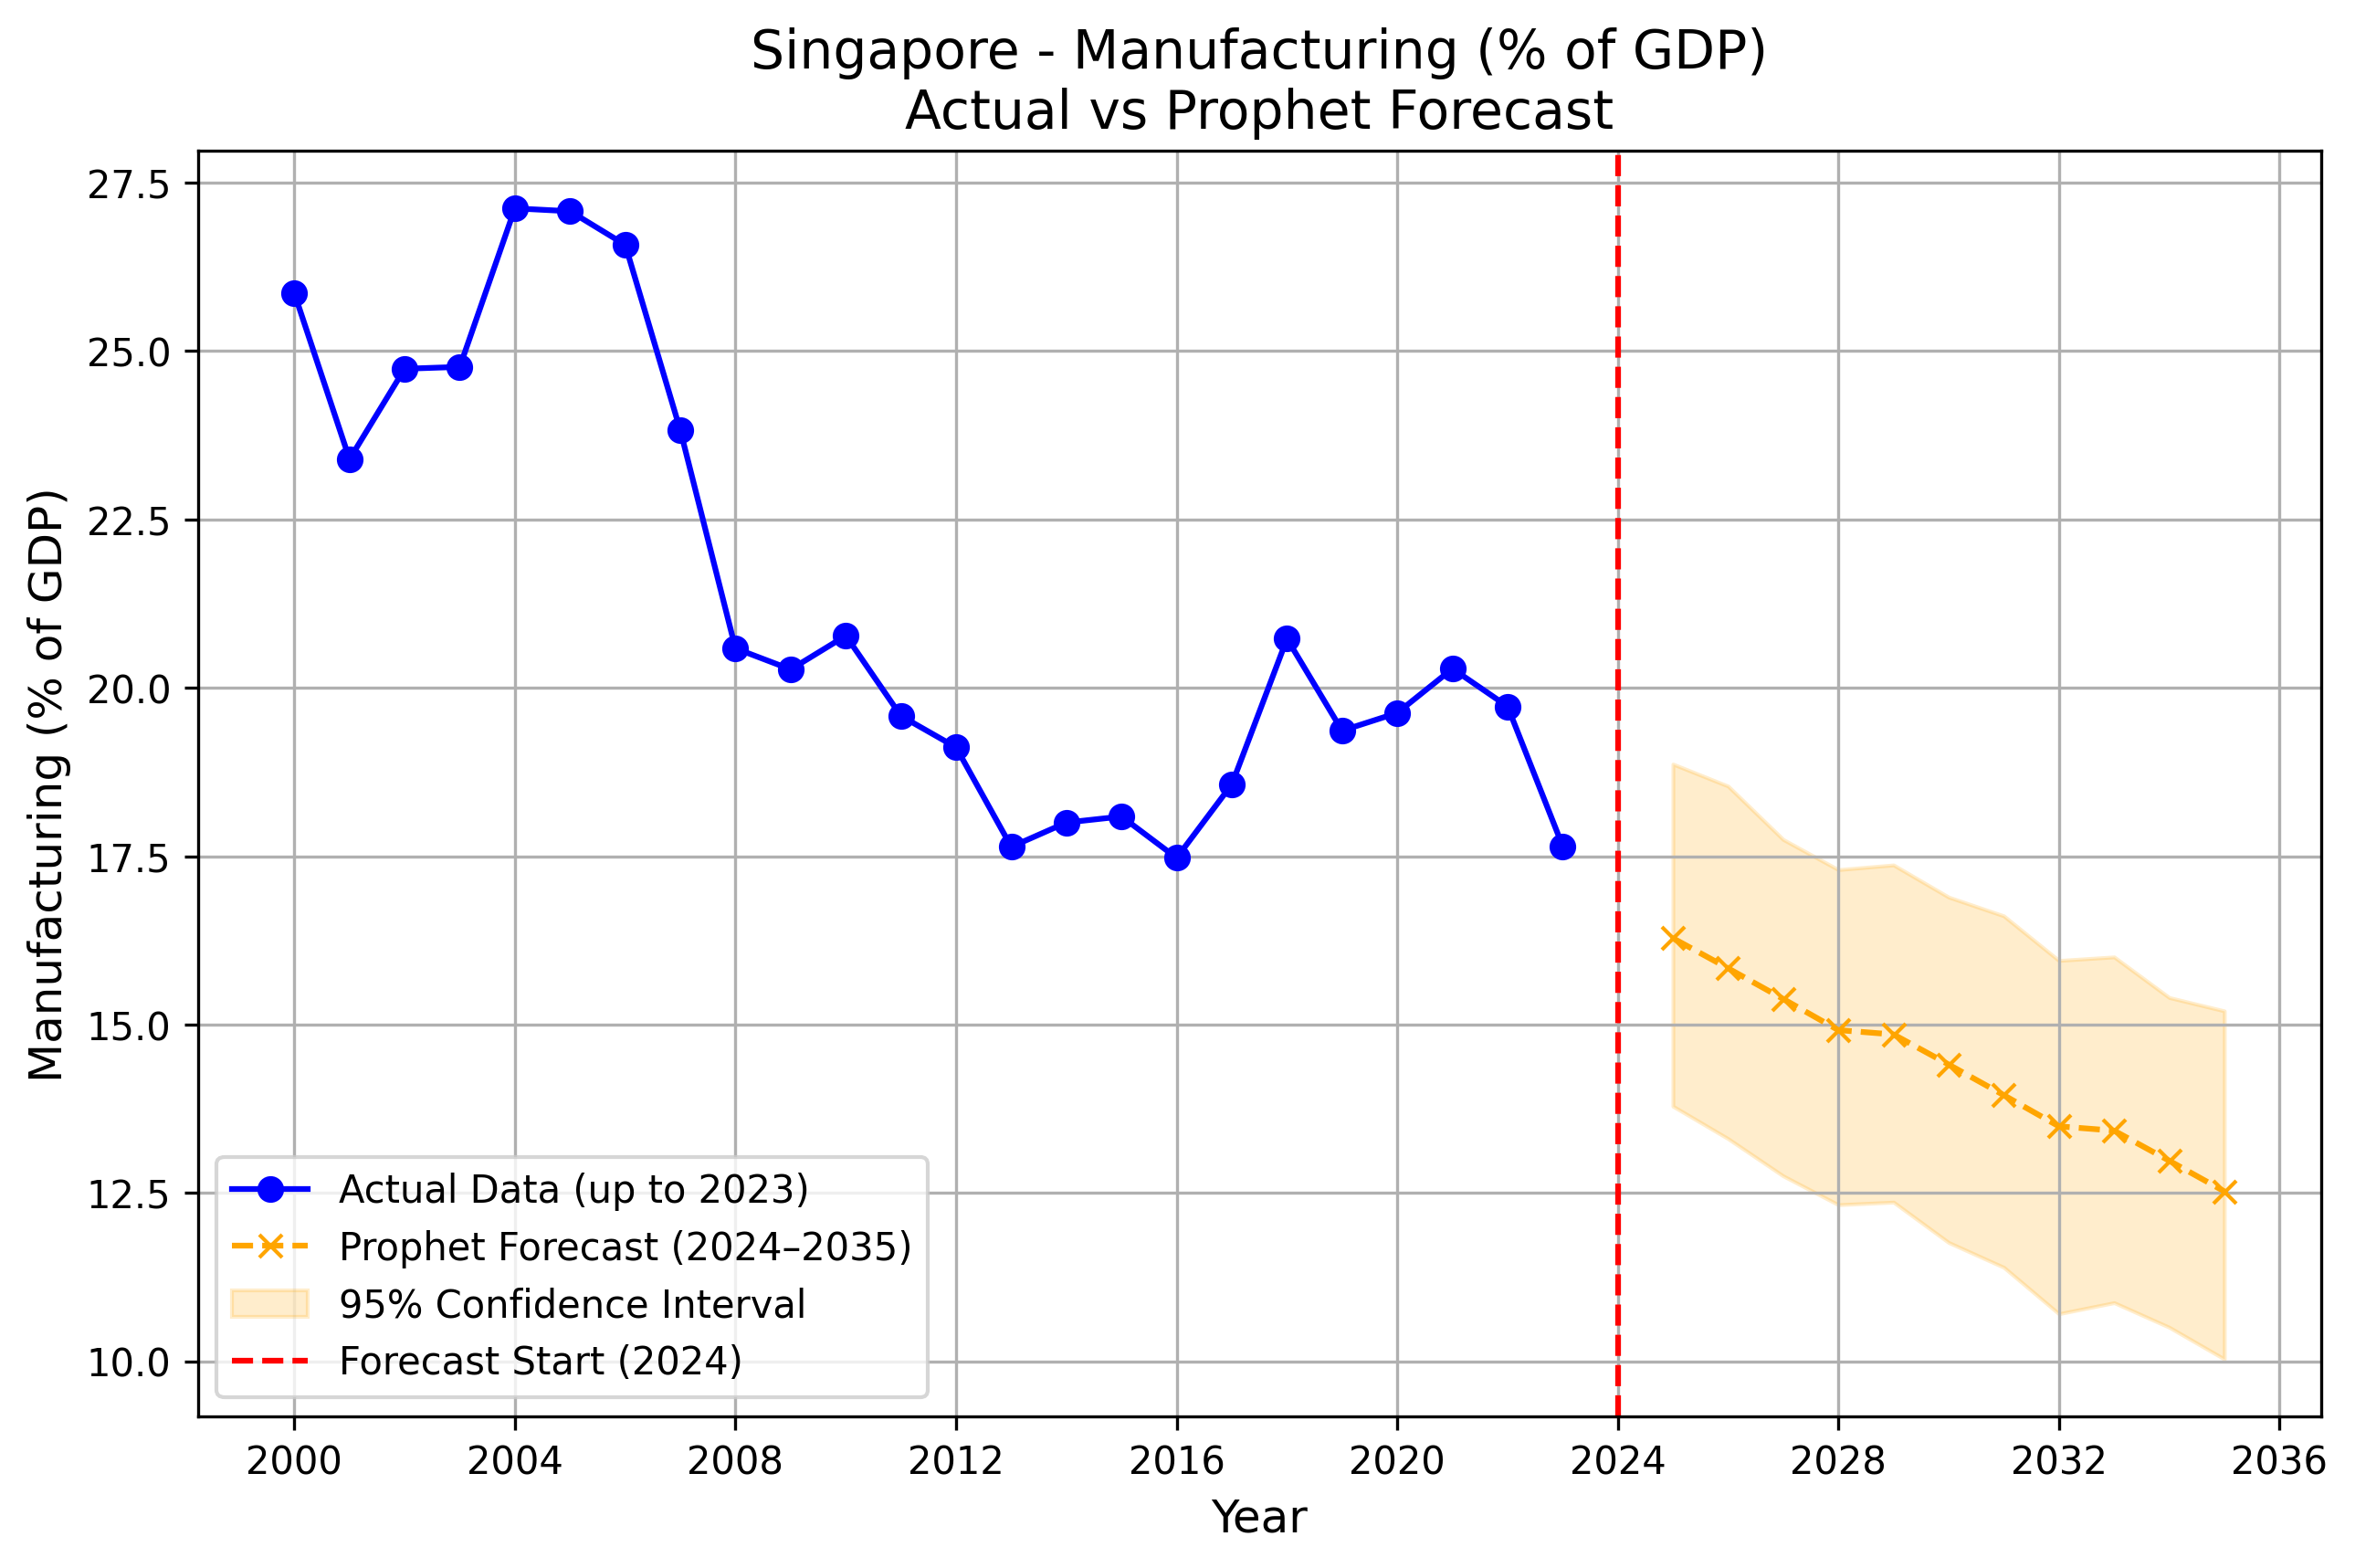 Singapore - Manufacturing (% of GDP)
Actual vs Prophet Forecast
Manufacturing (% of GDP)
27.5
25.0
22.5
20.0
17.5
15.0
12.5
10.0
Actual Data (up to 2023)
Prophet Forecast (2024–2035)
95% Confidence Interval
Forecast Start (2024)
2000 2004 2008 2012 2016 2020 2024 2028 2032 2036
Year